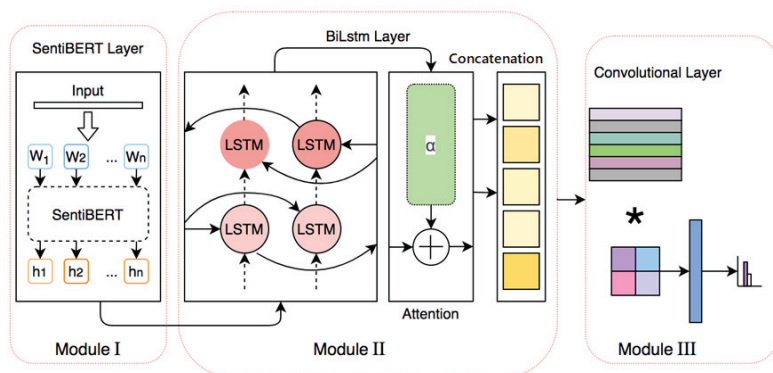 SentiBERT Layer
Input
W1 W2 ... Wn
SentiBERT
h1 h2 ... hn
Module I
BiLstm Layer
LSTM LSTM
LSTM LSTM
α
Attention
Concatenation
Module II
Convolutional Layer
*
Module III